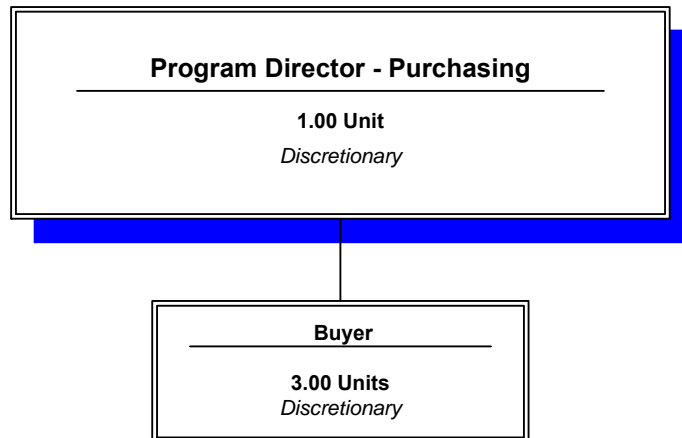 Program Director - Purchasing
1.00 Unit
Discretionary
Buyer
3.00 Units
Discretionary